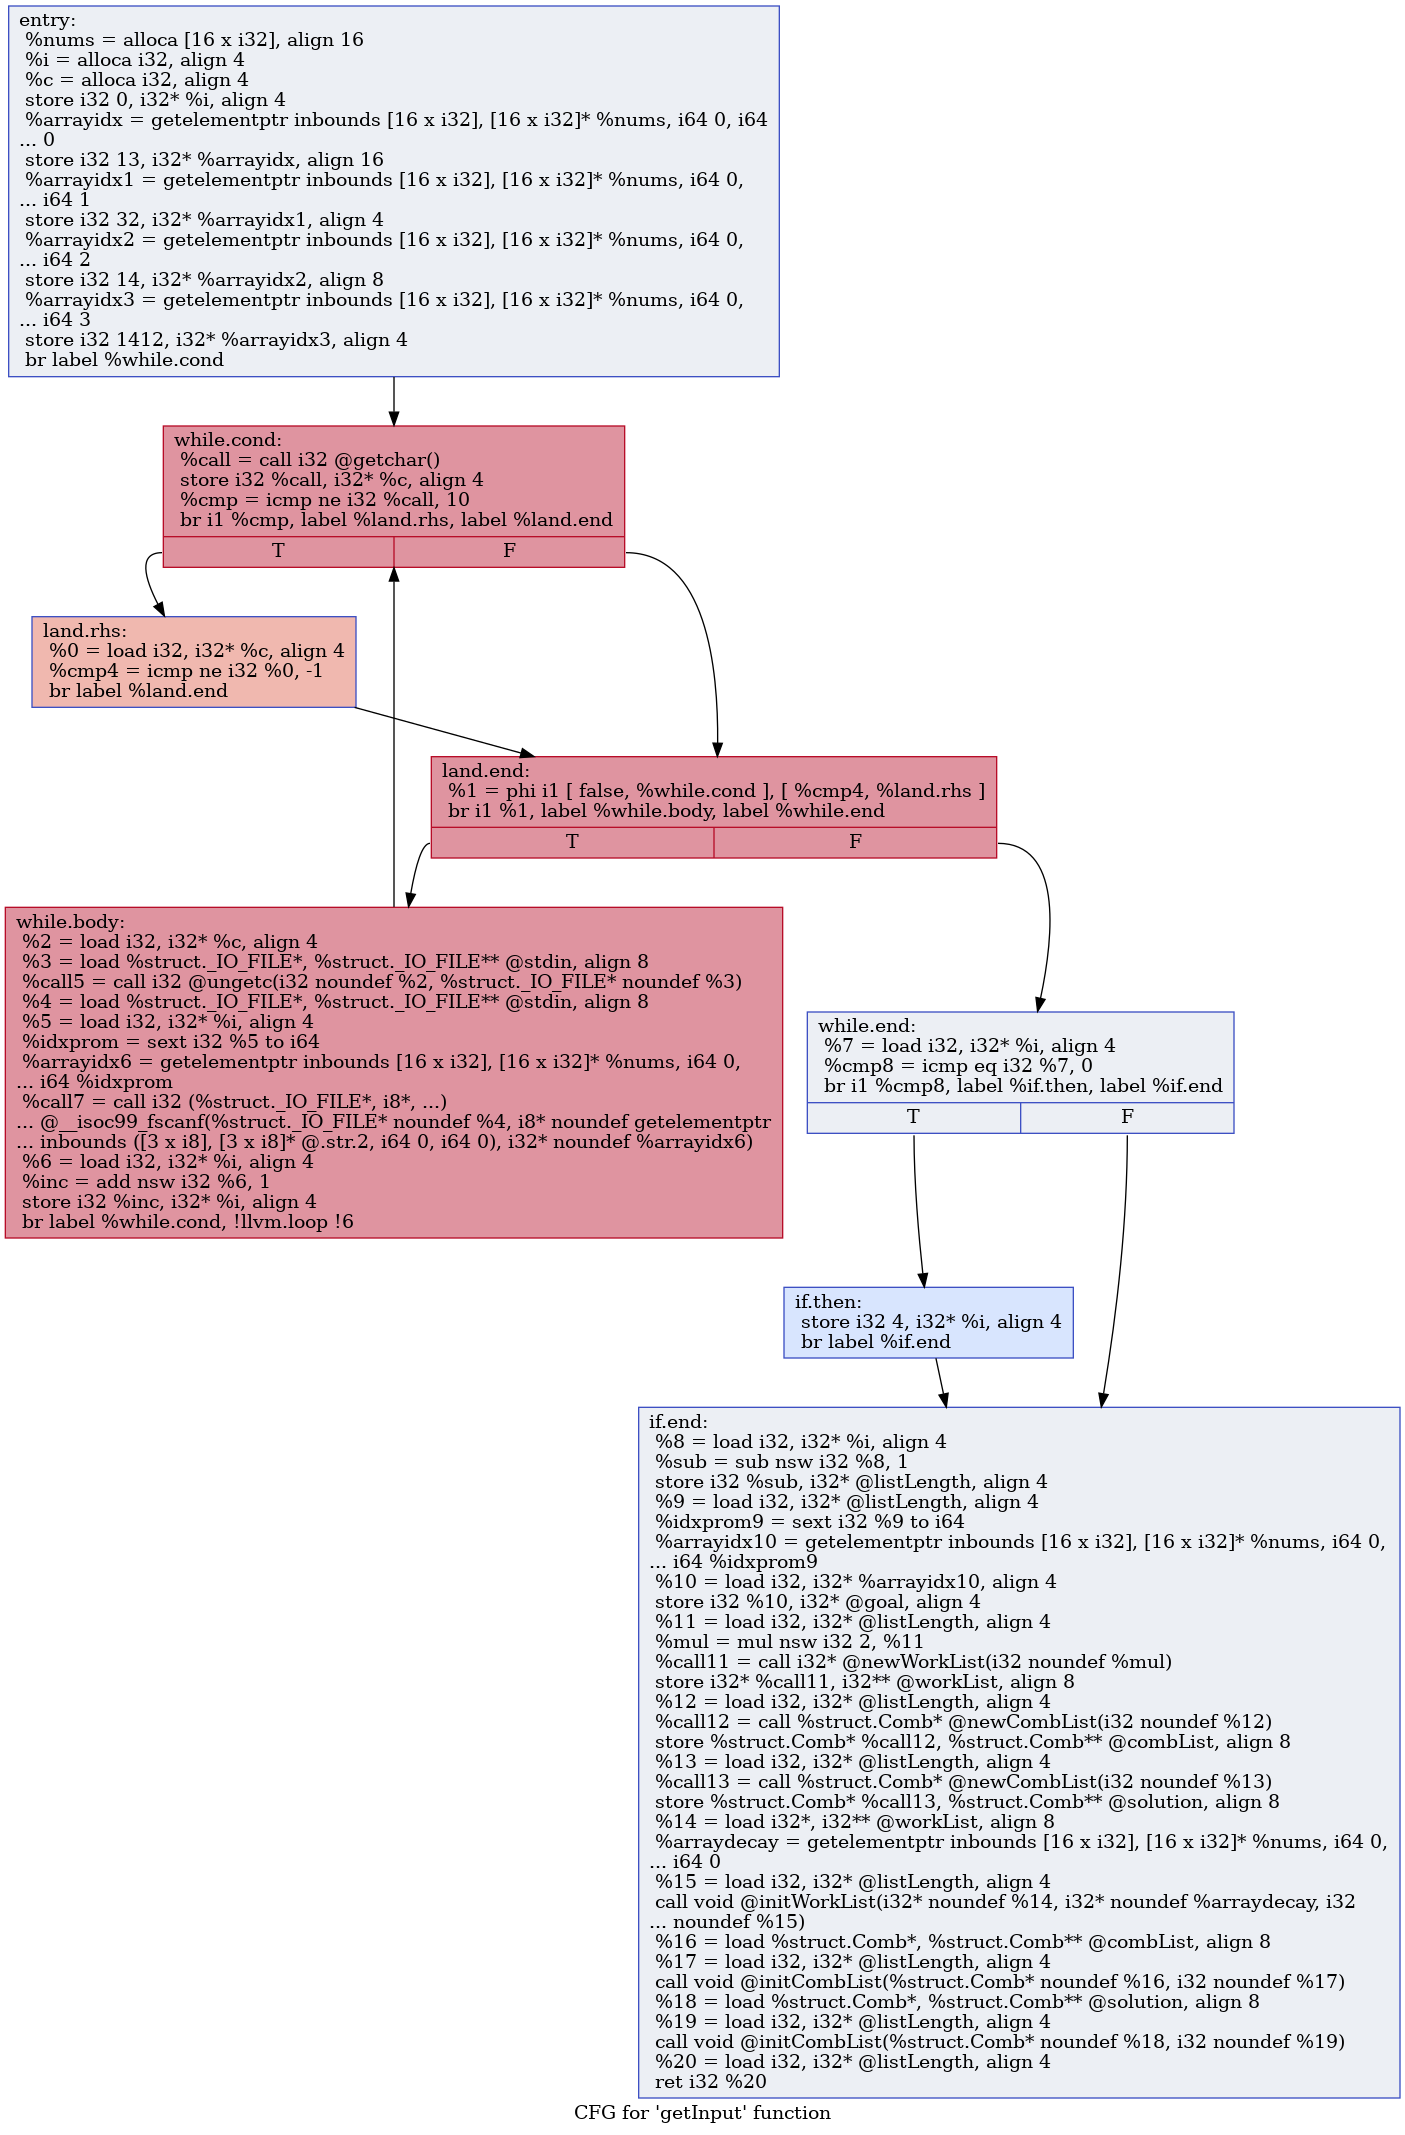 entry:
%nums = alloca [16 x i32], align 16
%i = alloca i32, align 4
%c = alloca i32, align 4
store i32 0, i32* %i, align 4
%arrayidx = getelementptr inbounds [16 x i32], [16 x i32]* %nums, i64 0, i64
... 0
store i32 13, i32* %arrayidx, align 16
%arrayidx1 = getelementptr inbounds [16 x i32], [16 x i32]* %nums, i64 0,
... i64 1
store i32 32, i32* %arrayidx1, align 4
%arrayidx2 = getelementptr inbounds [16 x i32], [16 x i32]* %nums, i64 0,
... i64 2
store i32 14, i32* %arrayidx2, align 8
%arrayidx3 = getelementptr inbounds [16 x i32], [16 x i32]* %nums, i64 0,
... i64 3
store i32 1412, i32* %arrayidx3, align 4
br label %while.cond
while.cond:
%call = call i32 @getchar()
store i32 %call, i32* %c, align 4
%cmp = icmp ne i32 %call, 10
br i1 %cmp, label %land.rhs, label %land.end
T F
land.rhs:
%0 = load i32, i32* %c, align 4
%cmp4 = icmp ne i32 %0, -1
br label %land.end
land.end:
%1 = phi i1 [ false, %while.cond ], [ %cmp4, %land.rhs ]
br i1 %1, label %while.body, label %while.end
T F
while.body:
%2 = load i32, i32* %c, align 4
%3 = load %struct._IO_FILE*, %struct._IO_FILE** @stdin, align 8
%call5 = call i32 @ungetc(i32 noundef %2, %struct._IO_FILE* noundef %3)
%4 = load %struct._IO_FILE*, %struct._IO_FILE** @stdin, align 8
%5 = load i32, i32* %i, align 4
%idxprom = sext i32 %5 to i64
%arrayidx6 = getelementptr inbounds [16 x i32], [16 x i32]* %nums, i64 0,
... i64 %idxprom
%call7 = call i32 (%struct._IO_FILE*, i8*, ...)
... @__isoc99_fscanf(%struct._IO_FILE* noundef %4, i8* noundef getelementptr
... inbounds ([3 x i8], [3 x i8]* @.str.2, i64 0, i64 0), i32* noundef %arrayidx6)
%6 = load i32, i32* %i, align 4
%inc = add nsw i32 %6, 1
store i32 %inc, i32* %i, align 4
br label %while.cond, !llvm.loop !6
while.end:
%7 = load i32, i32* %i, align 4
%cmp8 = icmp eq i32 %7, 0
br i1 %cmp8, label %if.then, label %if.end
T F
if.then:
store i32 4, i32* %i, align 4
br label %if.end
if.end:
%8 = load i32, i32* %i, align 4
%sub = sub nsw i32 %8, 1
store i32 %sub, i32* @listLength, align 4
%9 = load i32, i32* @listLength, align 4
%idxprom9 = sext i32 %9 to i64
%arrayidx10 = getelementptr inbounds [16 x i32], [16 x i32]* %nums, i64 0,
... i64 %idxprom9
%10 = load i32, i32* %arrayidx10, align 4
store i32 %10, i32* @goal, align 4
%11 = load i32, i32* @listLength, align 4
%mul = mul nsw i32 2, %11
%call11 = call i32* @newWorkList(i32 noundef %mul)
store i32* %call11, i32** @workList, align 8
%12 = load i32, i32* @listLength, align 4
%call12 = call %struct.Comb* @newCombList(i32 noundef %12)
store %struct.Comb* %call12, %struct.Comb** @combList, align 8
%13 = load i32, i32* @listLength, align 4
%call13 = call %struct.Comb* @newCombList(i32 noundef %13)
store %struct.Comb* %call13, %struct.Comb** @solution, align 8
%14 = load i32*, i32** @workList, align 8
%arraydecay = getelementptr inbounds [16 x i32], [16 x i32]* %nums, i64 0,
... i64 0
%15 = load i32, i32* @listLength, align 4
call void @initWorkList(i32* noundef %14, i32* noundef %arraydecay, i32
... noundef %15)
%16 = load %struct.Comb*, %struct.Comb** @combList, align 8
%17 = load i32, i32* @listLength, align 4
call void @initCombList(%struct.Comb* noundef %16, i32 noundef %17)
%18 = load %struct.Comb*, %struct.Comb** @solution, align 8
%19 = load i32, i32* @listLength, align 4
call void @initCombList(%struct.Comb* noundef %18, i32 noundef %19)
%20 = load i32, i32* @listLength, align 4
ret i32 %20
CFG for 'getInput' function